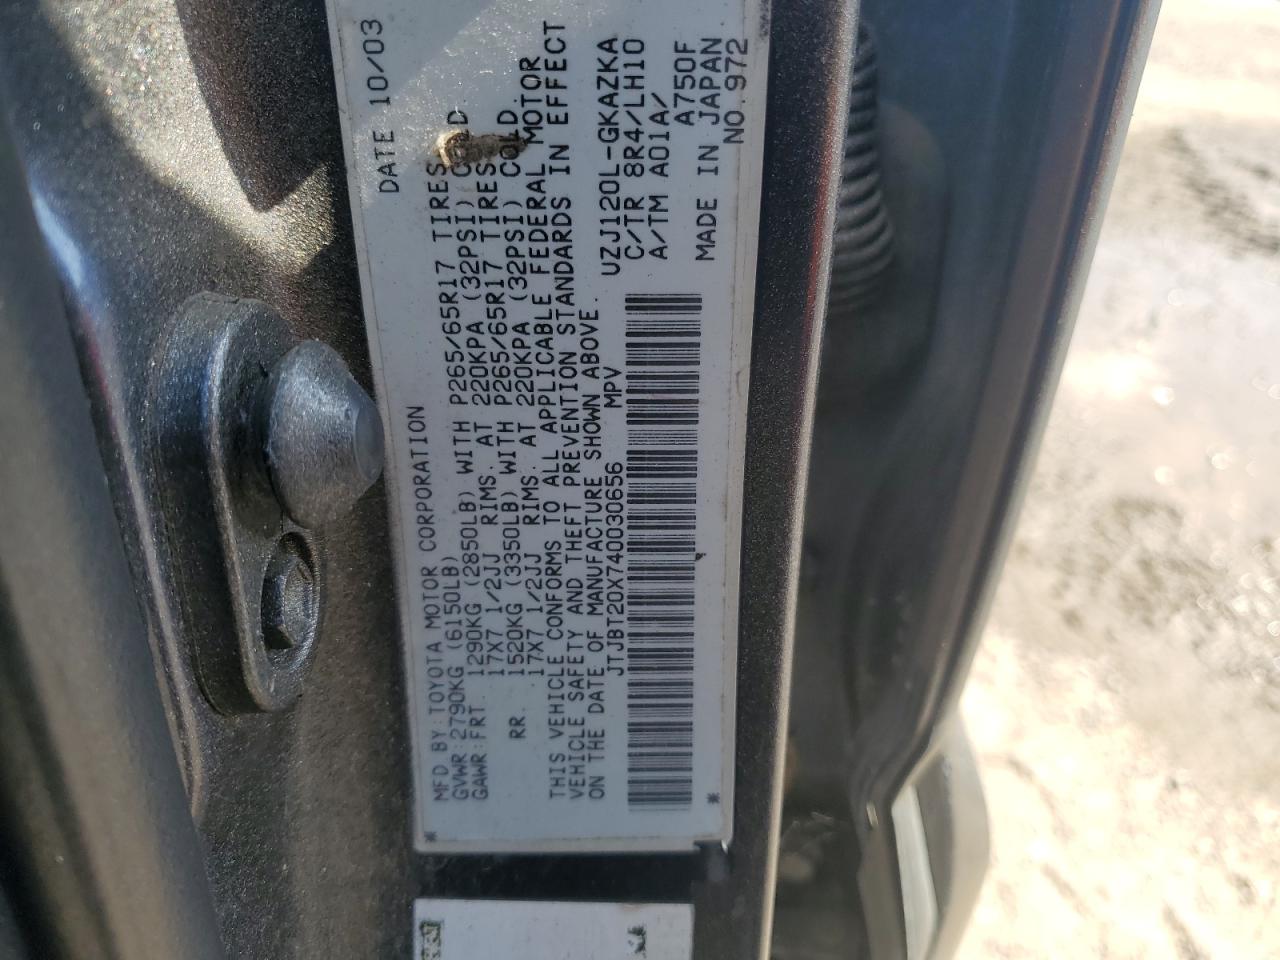 MFD BY: TOYOTA MOTOR CORPORATION DATE 10/03
GVWR: 2790KG (6150LB)
GAWR: FRT. 1290KG (2850LB) WITH P265/65R17 TIRES
17X7 1/2JJ RIMS. AT 220KPA (32PSI) COLD.
RR. 1520KG (3350LB) WITH P265/65R17 TIRES
17X7 1/2JJ RIMS. AT 220KPA (32PSI) COLD.
THIS VEHICLE CONFORMS TO ALL APPLICABLE FEDERAL MOTOR
VEHICLE SAFETY AND THEFT PREVENTION STANDARDS IN EFFECT
ON THE DATE OF MANUFACTURE SHOWN ABOVE.
JTJBT20X740030656 MPV
UZJ120L-GKAZKA
C/TR 8R4/LH10
A/TM A01A/ A750F
MADE IN JAPAN
* * NO.972